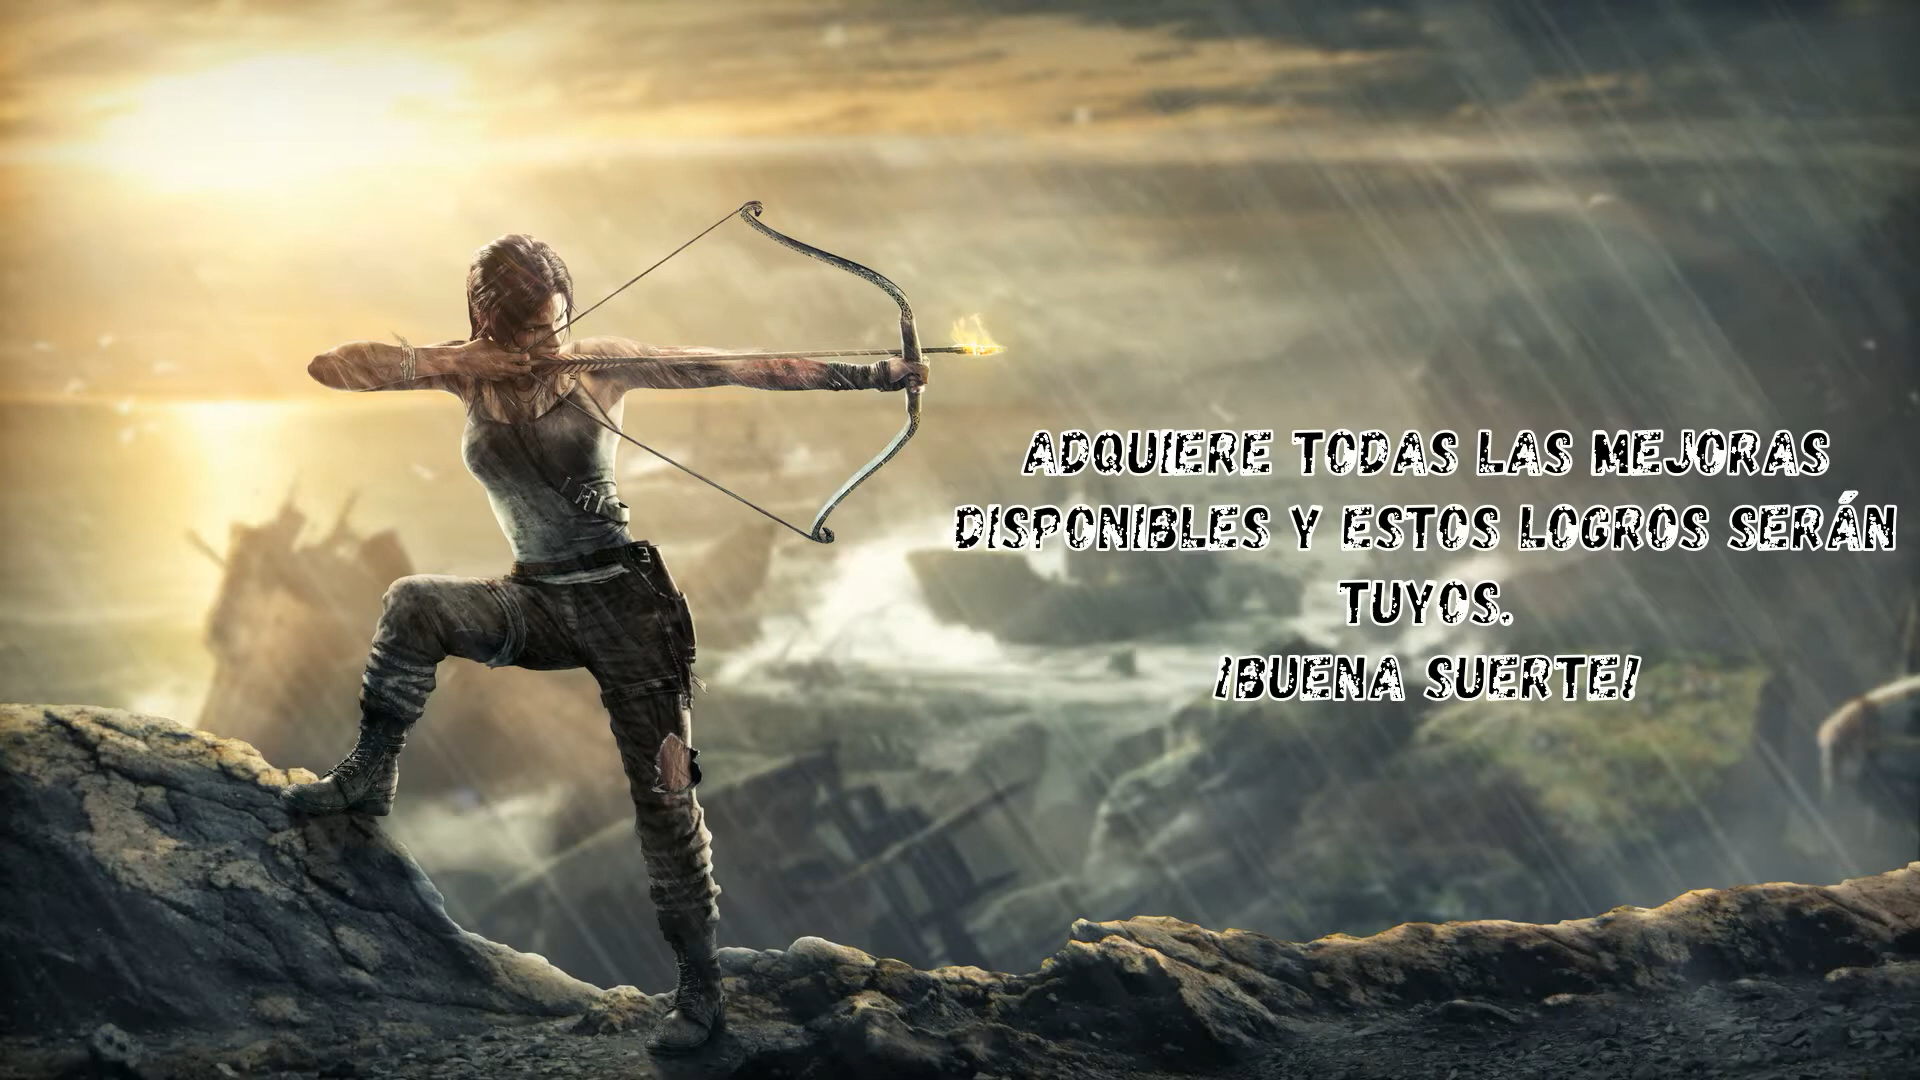 ADQUIERE TODAS LAS MEJORAS
DISPONIBLES Y ESTOS LOGROS SERÁN
TUYOS.
¡BUENA SUERTE!